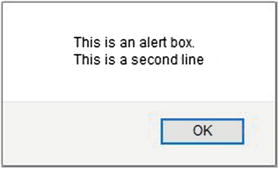 This is an alert box.
This is a second line
OK